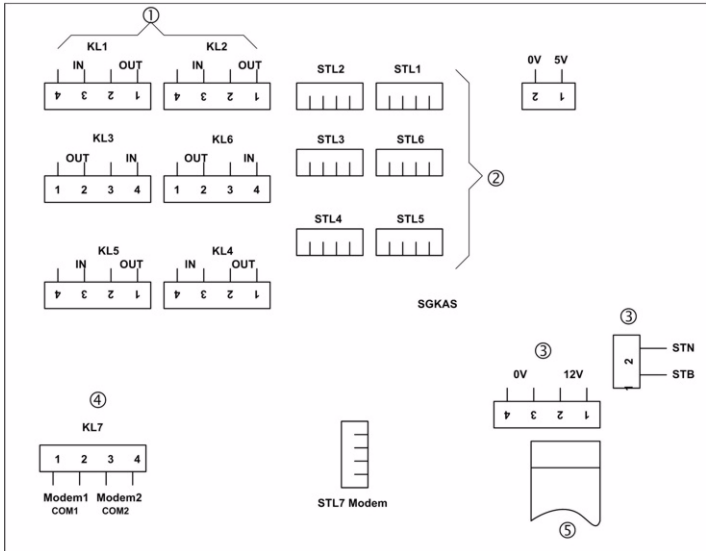 ①
KL1 KL2
IN OUT IN OUT
4 3 2 1 4 3 2 1
STL2 STL1
0V 5V
2 1
KL3 KL6
OUT IN OUT IN
1 2 3 4 1 2 3 4
STL3 STL6
②
KL5 KL4
IN OUT IN OUT
4 3 2 1 4 3 2 1
STL4 STL5
SGKAS
③
2 STN
1 STB
③
0V 12V
4 3 2 1
④
KL7
1 2 3 4
Modem1 Modem2
COM1 COM2
STL7 Modem
⑤